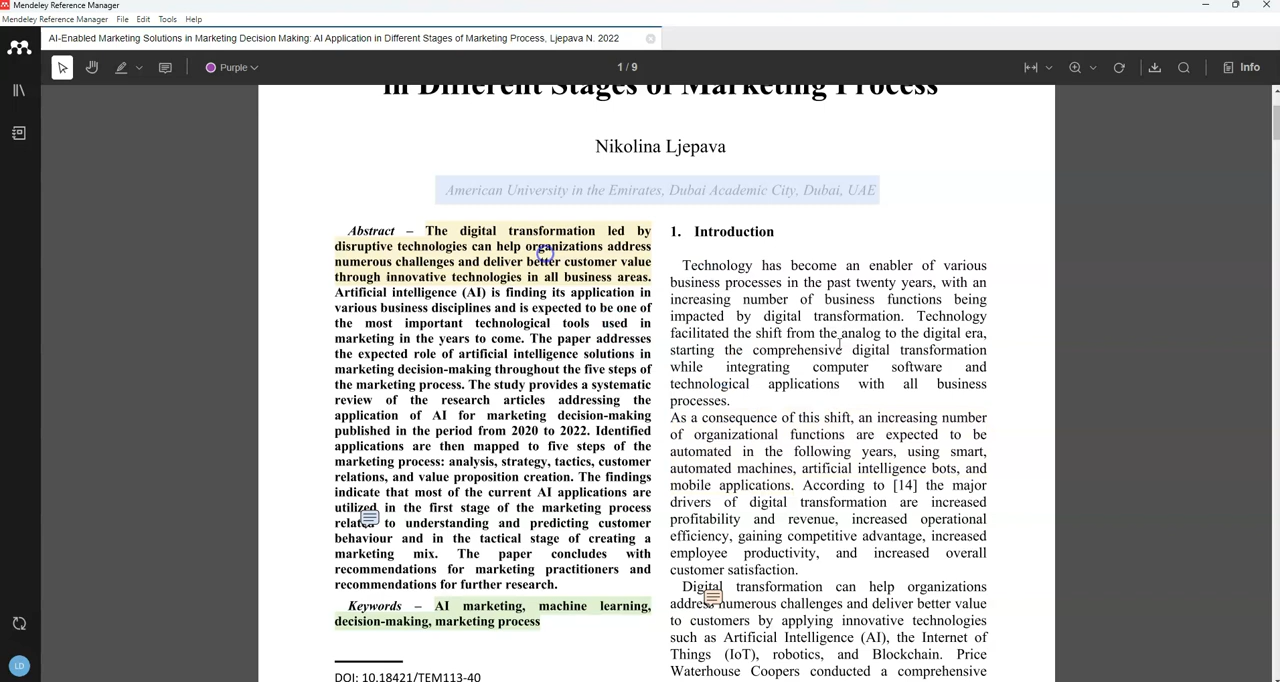 Mendeley Reference Manager
Mendeley Reference Manager File Edit Tools Help
AI-Enabled Marketing Solutions in Marketing Decision Making: AI Application in Different Stages of Marketing Process, Ljepava N. 2022
Purple
1 / 9
Info
in Different Stages of Marketing Process
Nikolina Ljepava
American University in the Emirates, Dubai Academic City, Dubai, UAE
Abstract – The digital transformation led by
disruptive technologies can help organizations address
numerous challenges and deliver better customer value
through innovative technologies in all business areas.
Artificial intelligence (AI) is finding its application in
various business disciplines and is expected to be one of
the most important technological tools used in
marketing in the years to come. The paper addresses
the expected role of artificial intelligence solutions in
marketing decision-making throughout the five steps of
the marketing process. The study provides a systematic
review of the research articles addressing the
application of AI for marketing decision-making
published in the period from 2020 to 2022. Identified
applications are then mapped to five steps of the
marketing process: analysis, strategy, tactics, customer
relations, and value proposition creation. The findings
indicate that most of the current AI applications are
utilized in the first stage of the marketing process
related to understanding and predicting customer
behaviour and in the tactical stage of creating a
marketing mix. The paper concludes with
recommendations for marketing practitioners and
recommendations for further research.
Keywords – AI marketing, machine learning,
decision-making, marketing process
DOI: 10.18421/TEM113-40
1. Introduction
Technology has become an enabler of various
business processes in the past twenty years, with an
increasing number of business functions being
impacted by digital transformation. Technology
facilitated the shift from the analog to the digital era,
starting the comprehensive digital transformation
while integrating computer software and
technological applications with all business
processes.
As a consequence of this shift, an increasing number
of organizational functions are expected to be
automated in the following years, using smart,
automated machines, artificial intelligence bots, and
mobile applications. According to [14] the major
drivers of digital transformation are increased
profitability and revenue, increased operational
efficiency, gaining competitive advantage, increased
employee productivity, and increased overall
customer satisfaction.
Digital transformation can help organizations
address numerous challenges and deliver better value
to customers by applying innovative technologies
such as Artificial Intelligence (AI), the Internet of
Things (IoT), robotics, and Blockchain. Price
Waterhouse Coopers conducted a comprehensive
LD